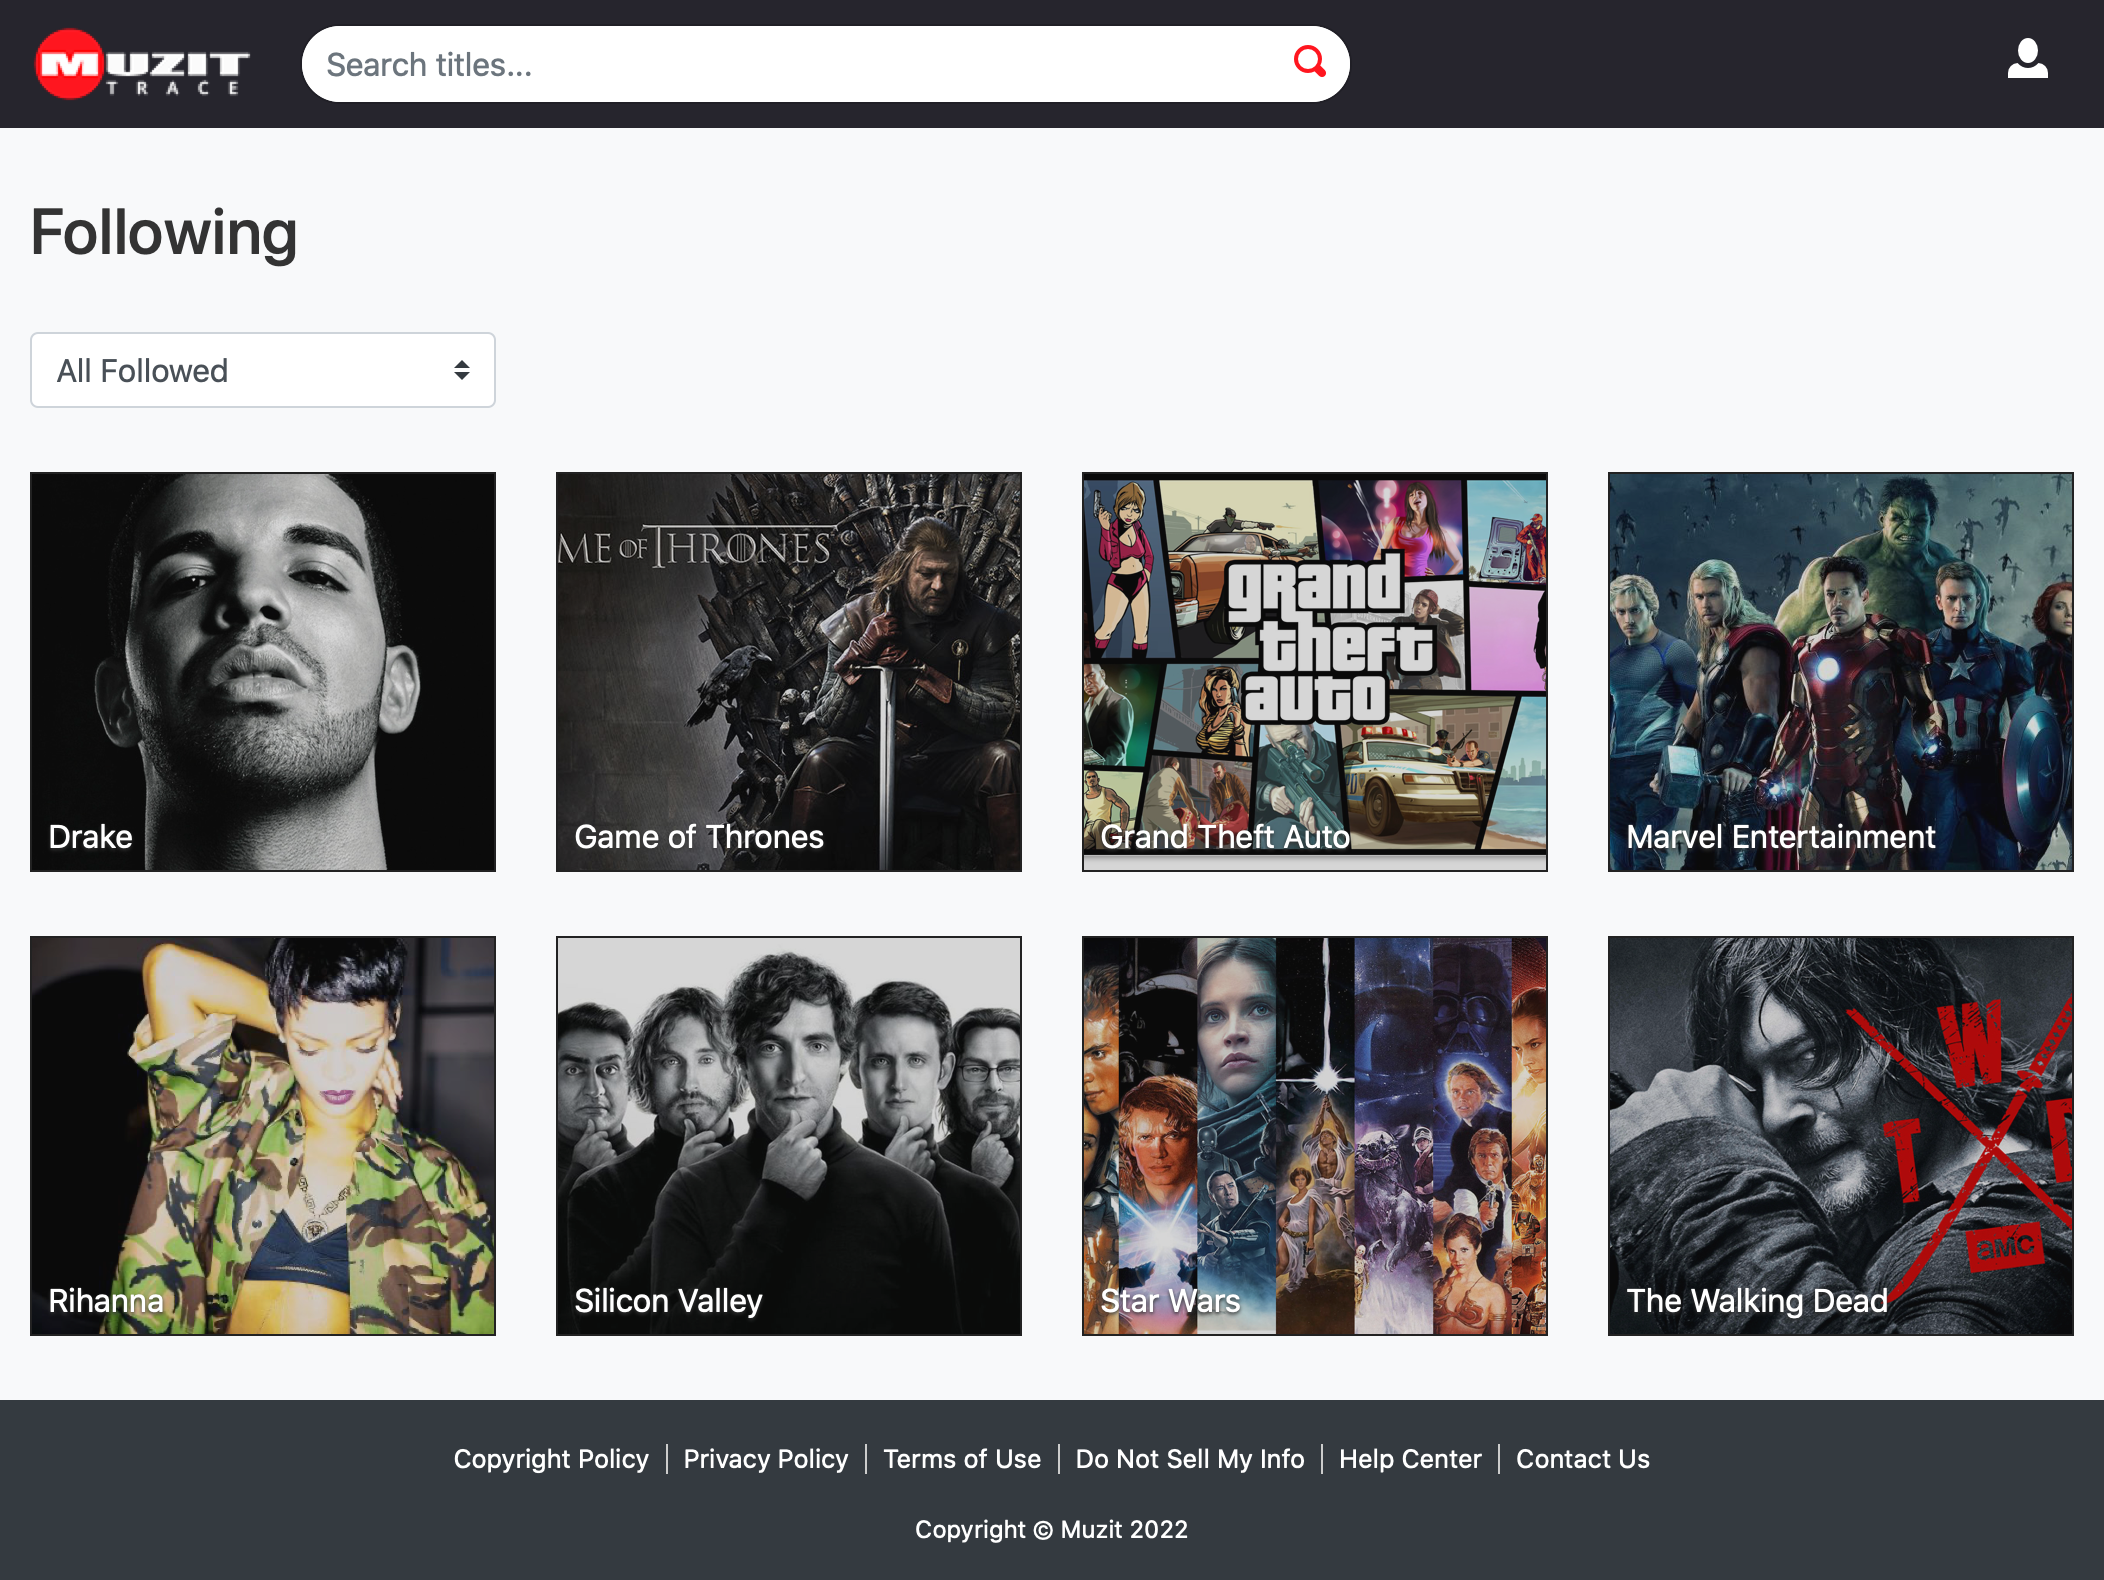 MUZIT
TRACE
Search titles...
Following
All Followed
ME OF THRONES
grand
theft
auto
Drake
Game of Thrones
Grand Theft Auto
Marvel Entertainment
W
T D
amc
Rihanna
Silicon Valley
Star Wars
The Walking Dead
Copyright Policy | Privacy Policy | Terms of Use | Do Not Sell My Info | Help Center | Contact Us
Copyright © Muzit 2022